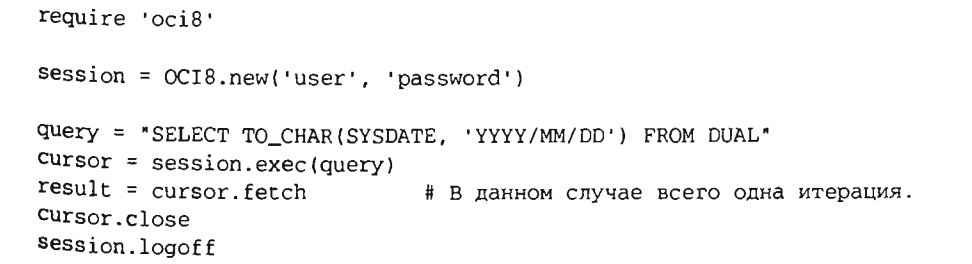 require 'oci8'
session = OCI8.new('user', 'password')
query = "SELECT TO_CHAR(SYSDATE, 'YYYY/MM/DD') FROM DUAL"
cursor = session.exec(query)
result = cursor.fetch # В данном случае всего одна итерация.
cursor.close
session.logoff